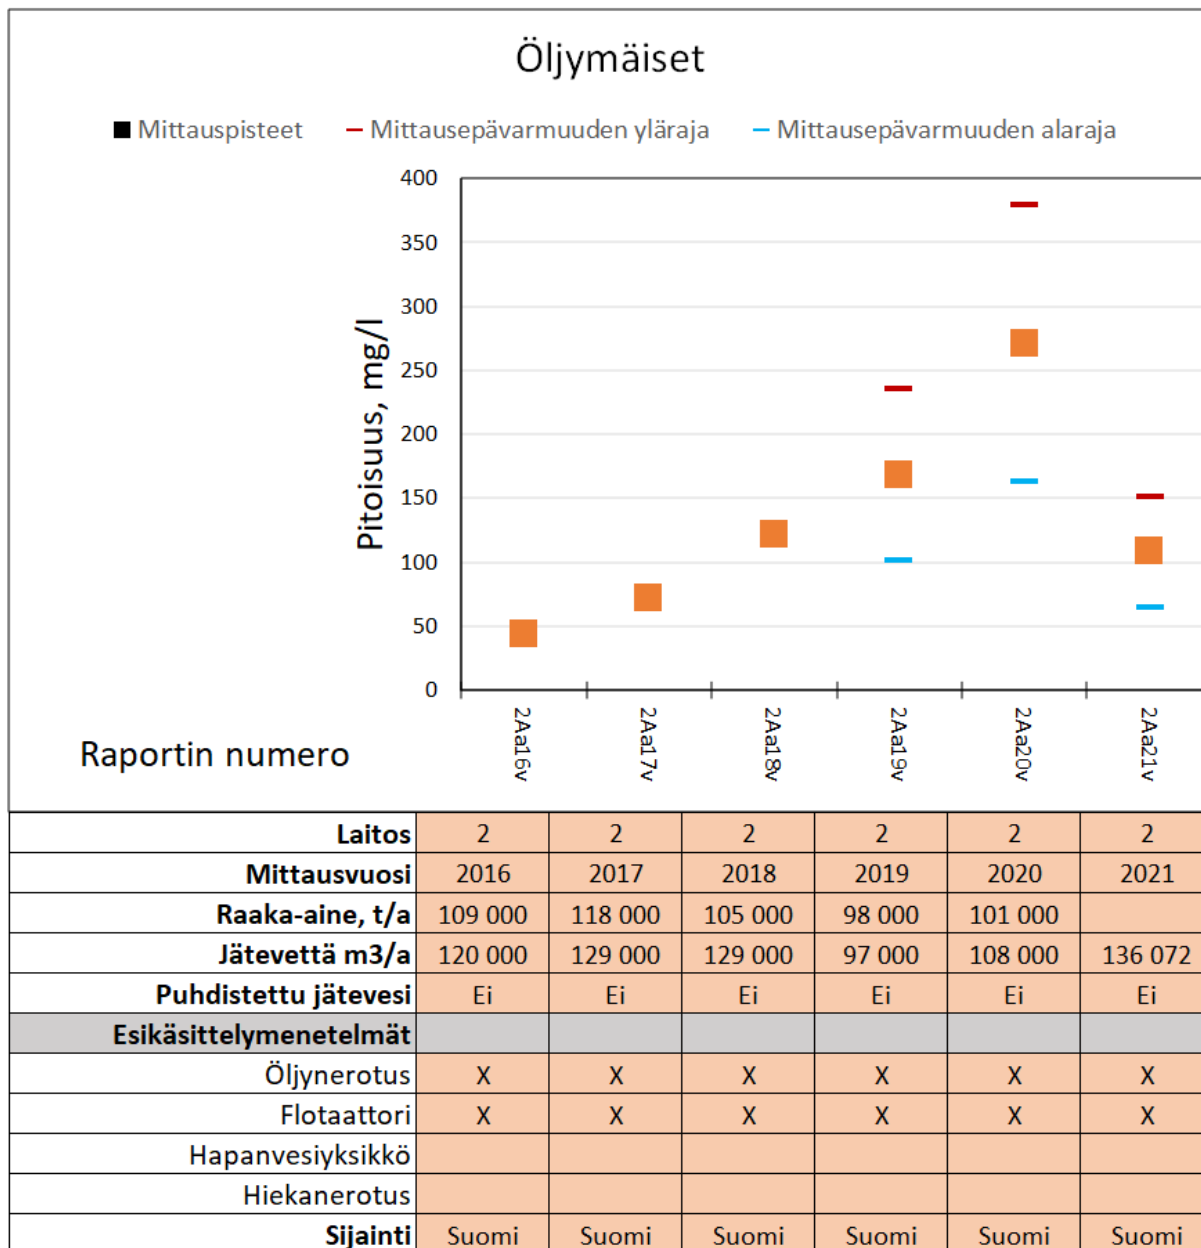 Öljymäiset
Mittauspisteet Mittausepävarmuuden yläraja Mittausepävarmuuden alaraja
400
350
300
250
200
150
100
50
0
Pitoisuus, mg/l
2Aa16v 2Aa17v 2Aa18v 2Aa19v 2Aa20v 2Aa21v
Raportin numero
Laitos 2 2 2 2 2 2
Mittausvuosi 2016 2017 2018 2019 2020 2021
Raaka-aine, t/a 109 000 118 000 105 000 98 000 101 000
Jätevettä m3/a 120 000 129 000 129 000 97 000 108 000 136 072
Puhdistettu jätevesi Ei Ei Ei Ei Ei Ei
Esikäsittelymenetelmät
Öljynerotus X X X X X X
Flotaattori X X X X X X
Hapanvesiyksikkö
Hiekanerotus
Sijainti Suomi Suomi Suomi Suomi Suomi Suomi